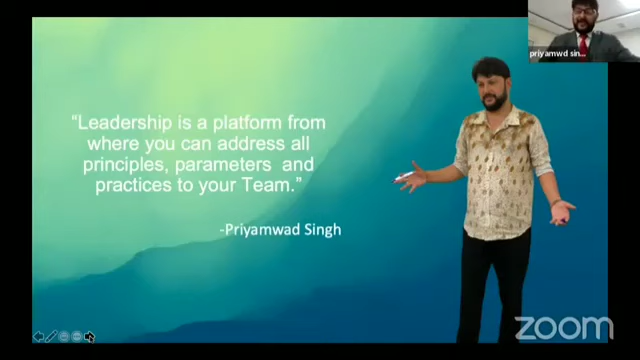 priyamwd sin...
“Leadership is a platform from
where you can address all
principles, parameters and
practices to your Team.”
-Priyamwad Singh
zoom